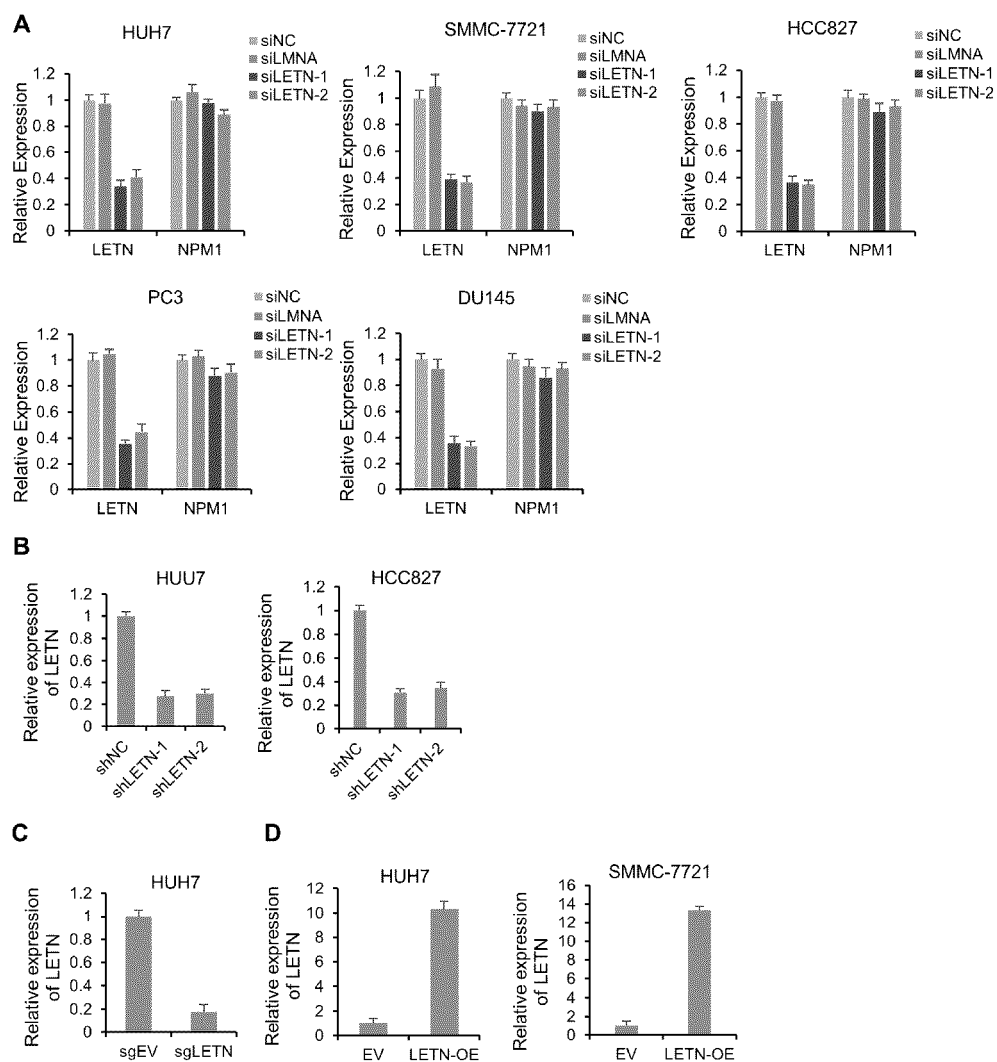 A
HUH7
siNC
siLMNA
siLETN-1
siLETN-2
Relative Expression
1.2
1
0.8
0.6
0.4
0.2
0
LETN
NPM1
SMMC-7721
siNC
siLMNA
siLETN-1
siLETN-2
Relative Expression
1.2
1
0.8
0.6
0.4
0.2
0
LETN
NPM1
HCC827
siNC
siLMNA
siLETN-1
siLETN-2
Relative Expression
1.2
1
0.8
0.6
0.4
0.2
0
LETN
NPM1
PC3
siNC
siLMNA
siLETN-1
siLETN-2
Relative Expression
1.2
1
0.8
0.6
0.4
0.2
0
LETN
NPM1
DU145
siNC
siLMNA
siLETN-1
siLETN-2
Relative Expression
1.2
1
0.8
0.6
0.4
0.2
0
LETN
NPM1
B
HUU7
Relative expression
of LETN
1.2
1
0.8
0.6
0.4
0.2
0
shNC
shLETN-1
shLETN-2
HCC827
Relative expression
of LETN
1.2
1
0.8
0.6
0.4
0.2
0
shNC
shLETN-1
shLETN-2
C
HUH7
Relative expression
of LETN
1.2
1
0.8
0.6
0.4
0.2
0
sgEV
sgLETN
D
HUH7
Relative expression
of LETN
12
10
8
6
4
2
0
EV
LETN-OE
SMMC-7721
Relative expression
of LETN
16
14
12
10
8
6
4
2
0
EV
LETN-OE